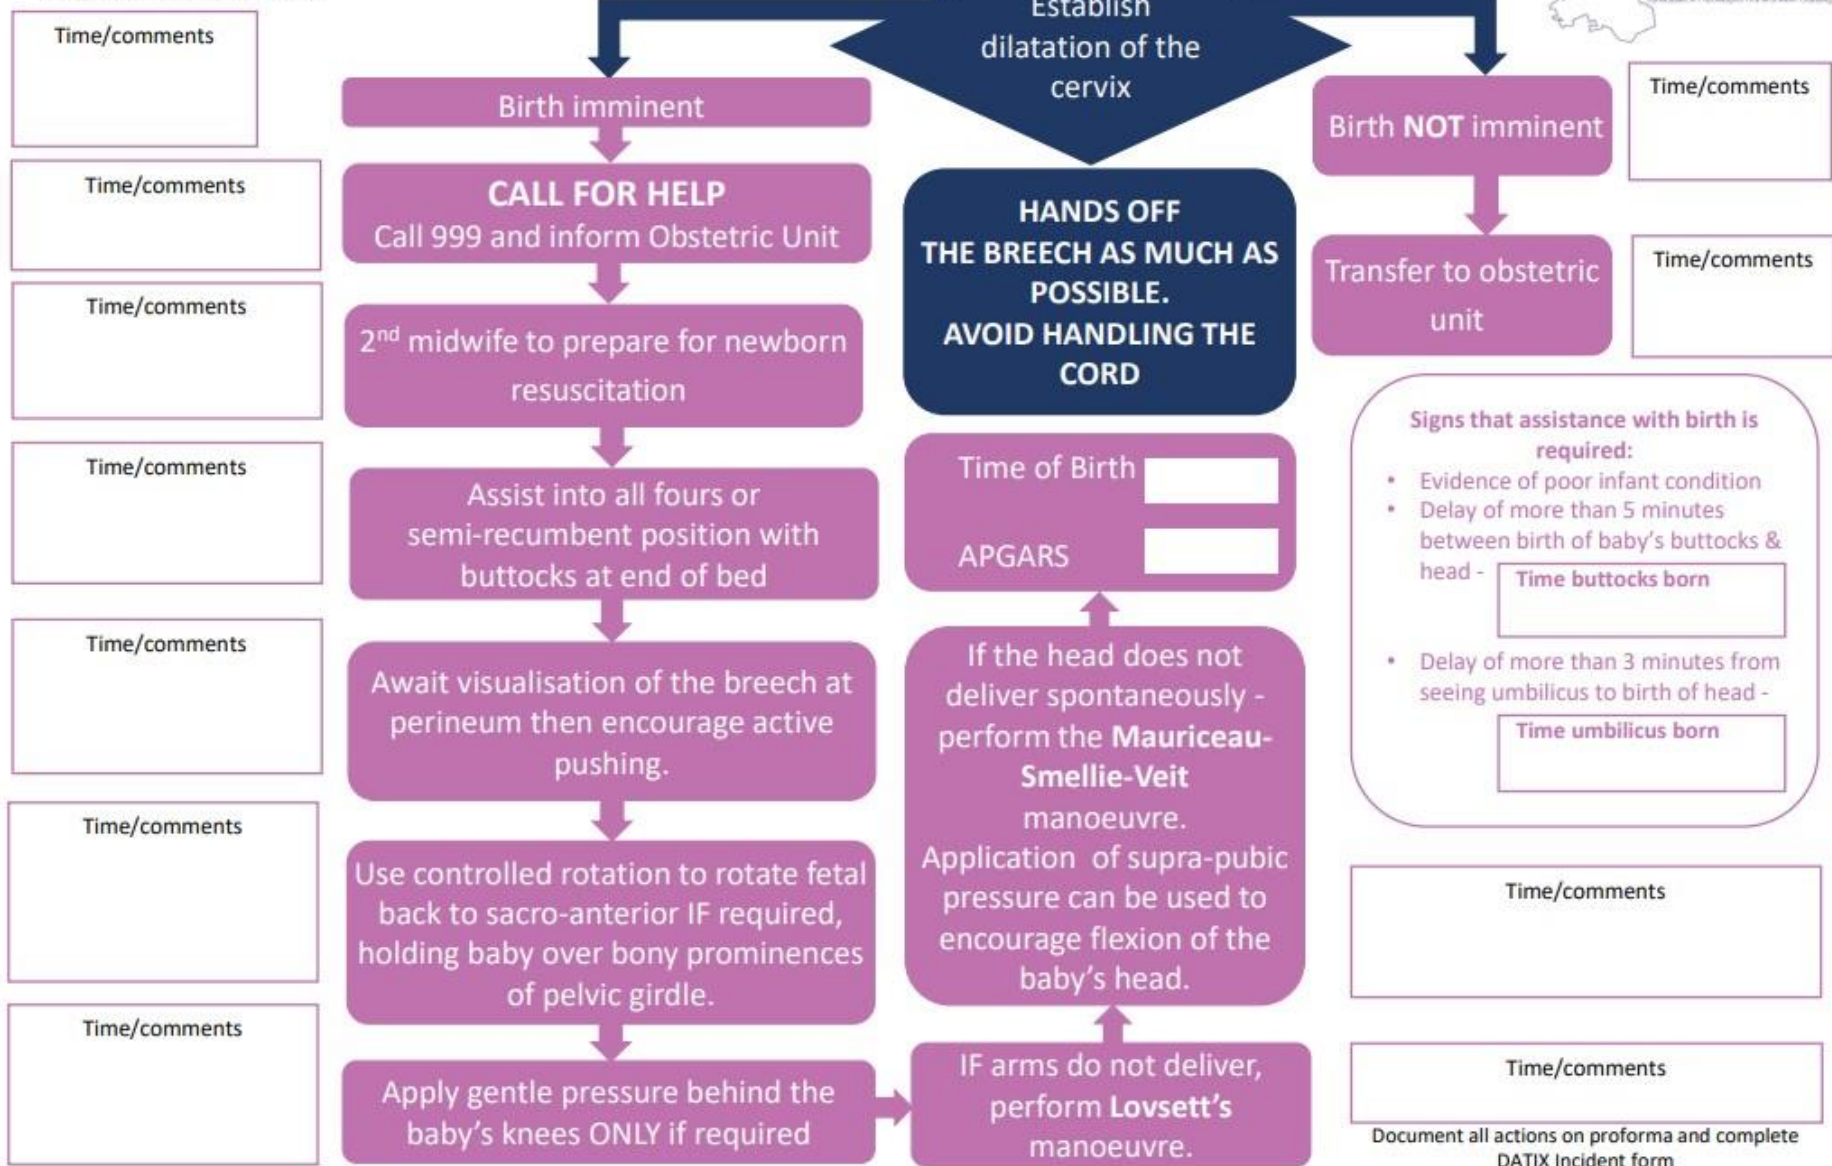 Establish
dilatation of the
cervix
Time/comments
Birth imminent
Birth NOT imminent
Time/comments
Time/comments
CALL FOR HELP
Call 999 and inform Obstetric Unit
HANDS OFF
THE BREECH AS MUCH AS
POSSIBLE.
AVOID HANDLING THE
CORD
Transfer to obstetric
unit
Time/comments
Time/comments
2nd midwife to prepare for newborn
resuscitation
Time/comments
Assist into all fours or
semi-recumbent position with
buttocks at end of bed
Time of Birth
APGARS
Signs that assistance with birth is
required:
• Evidence of poor infant condition
• Delay of more than 5 minutes
between birth of baby's buttocks &
head -
Time buttocks born
• Delay of more than 3 minutes from
seeing umbilicus to birth of head -
Time umbilicus born
Time/comments
Await visualisation of the breech at
perineum then encourage active
pushing.
If the head does not
deliver spontaneously -
perform the Mauriceau-
Smellie-Veit
manoeuvre.
Application of supra-pubic
pressure can be used to
encourage flexion of the
baby's head.
Time/comments
Use controlled rotation to rotate fetal
back to sacro-anterior IF required,
holding baby over bony prominences
of pelvic girdle.
Time/comments
Time/comments
Apply gentle pressure behind the
baby's knees ONLY if required
IF arms do not deliver,
perform Lovsett's
manoeuvre.
Time/comments
Document all actions on proforma and complete
DATIX Incident form